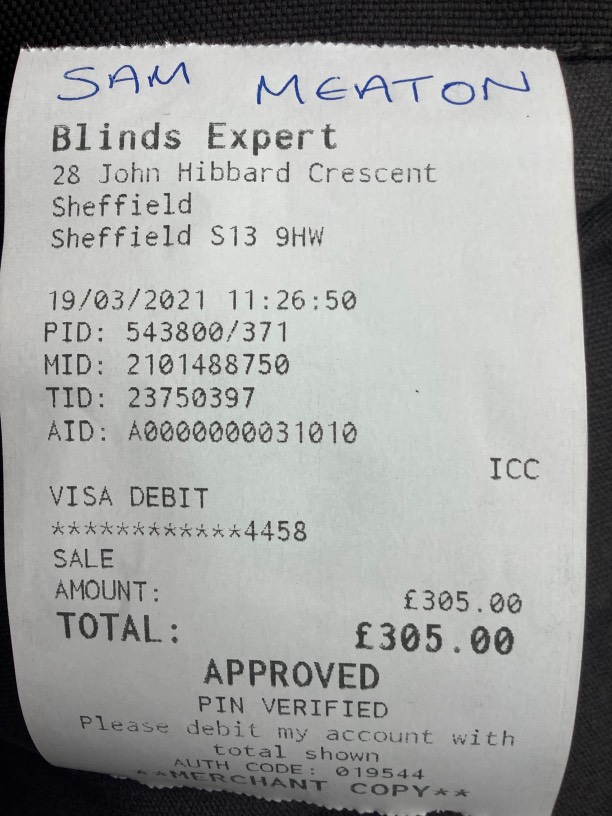 SAM MEATON
Blinds Expert
28 John Hibbard Crescent
Sheffield
Sheffield S13 9HW
19/03/2021 11:26:50
PID: 543800/371
MID: 2101488750
TID: 23750397
AID: A0000000031010
ICC
VISA DEBIT
************4458
SALE
AMOUNT: £305.00
TOTAL: £305.00
APPROVED
PIN VERIFIED
Please debit my account with
total shown
AUTH CODE: 019544
**MERCHANT COPY**